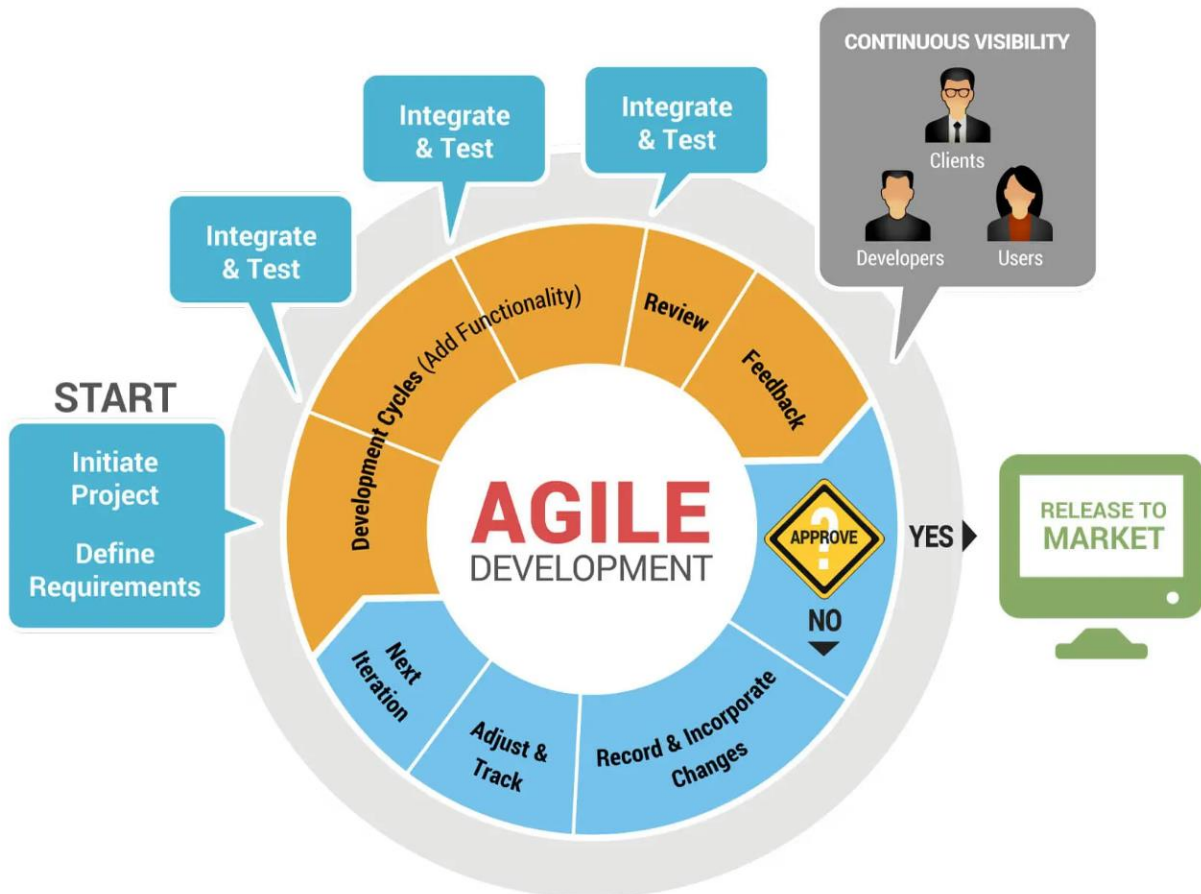 CONTINUOUS VISIBILITY
Clients
Developers
Users
Integrate
& Test
Integrate
& Test
Integrate
& Test
START
Initiate
Project
Define
Requirements
Development Cycles (Add Functionality)
Review
Feedback
AGILE
DEVELOPMENT
?
APPROVE
YES
NO
RELEASE TO
MARKET
Record & Incorporate
Changes
Adjust &
Track
Next
Iteration